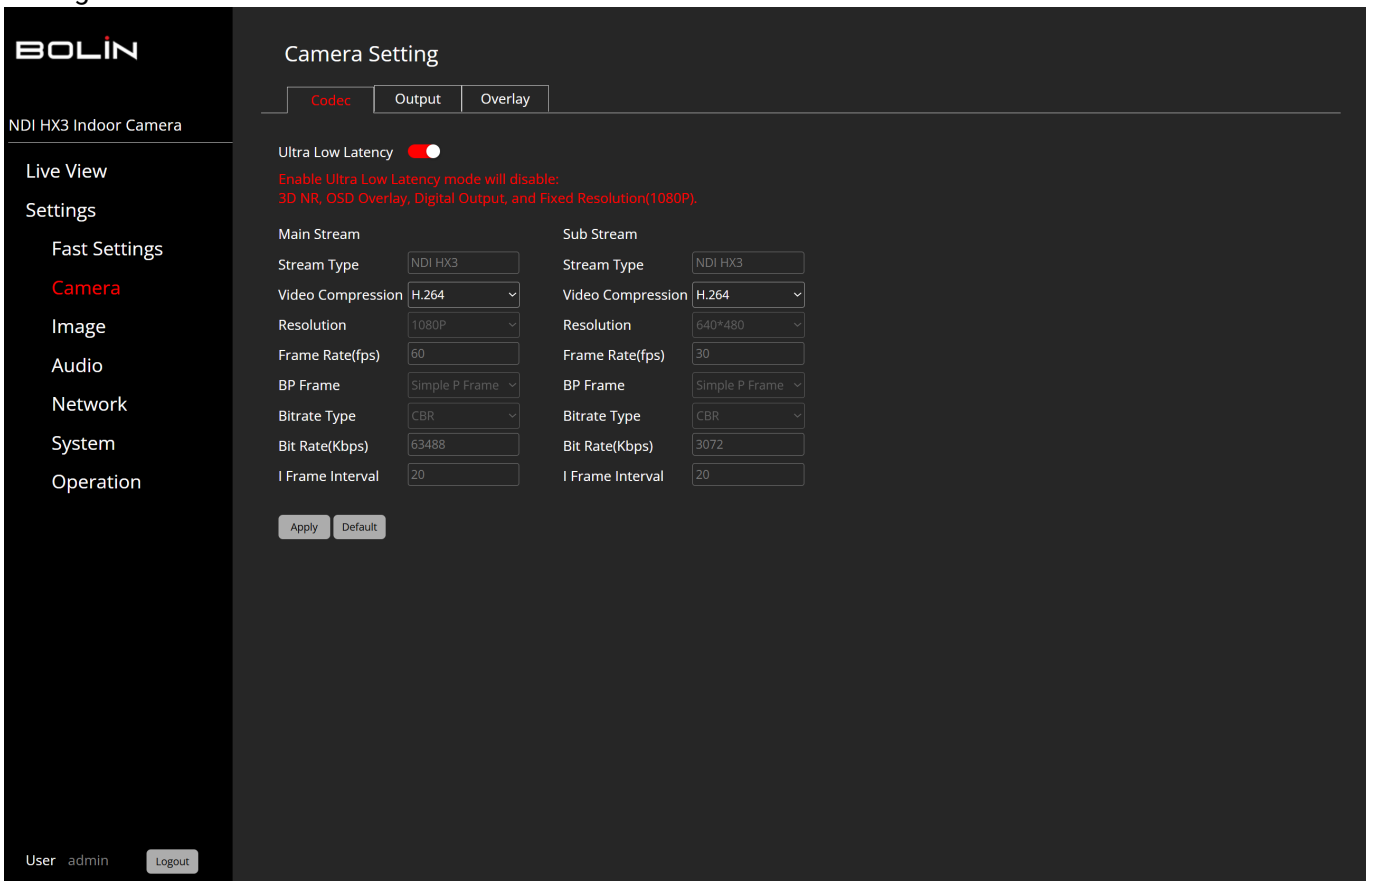 BOLIN
NDI HX3 Indoor Camera
Live View
Settings
Fast Settings
Camera
Image
Audio
Network
System
Operation
User admin
Logout
Camera Setting
Codec Output Overlay
Ultra Low Latency
Enable Ultra Low Latency mode will disable:
3D NR, OSD Overlay, Digital Output, and Fixed Resolution(1080P).
Main Stream
Stream Type NDI HX3
Video Compression H.264
Resolution 1080P
Frame Rate(fps) 60
BP Frame Simple P Frame
Bitrate Type CBR
Bit Rate(Kbps) 63488
I Frame Interval 20
Sub Stream
Stream Type NDI HX3
Video Compression H.264
Resolution 640*480
Frame Rate(fps) 30
BP Frame Simple P Frame
Bitrate Type CBR
Bit Rate(Kbps) 3072
I Frame Interval 20
Apply Default